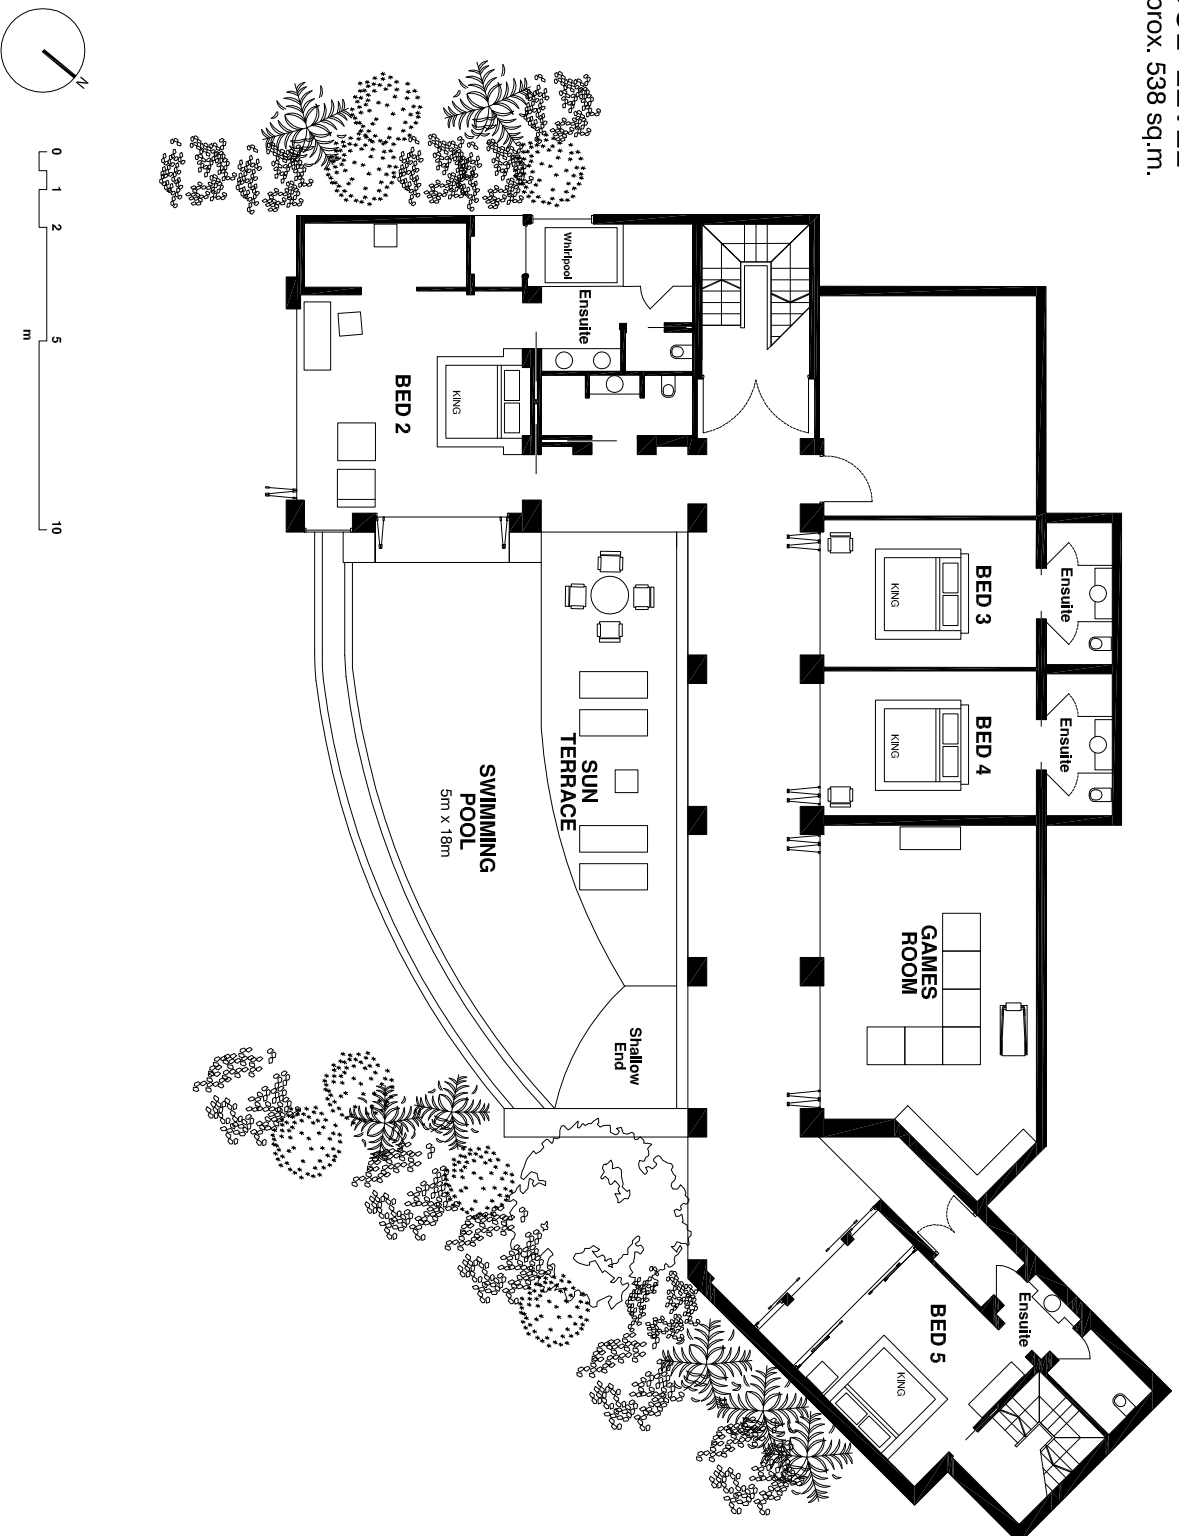 prox. 538 sq.m.
Ensuite
Ensuite
Ensuite
BED 3
BED 4
BED 5
GAMES
ROOM
KING
KING
KING
Shallow
End
Whirlpool
Ensuite
SUN
TERRACE
SWIMMING
POOL
5m x 18m
KING
BED 2
N
0
1
2
5
10
m